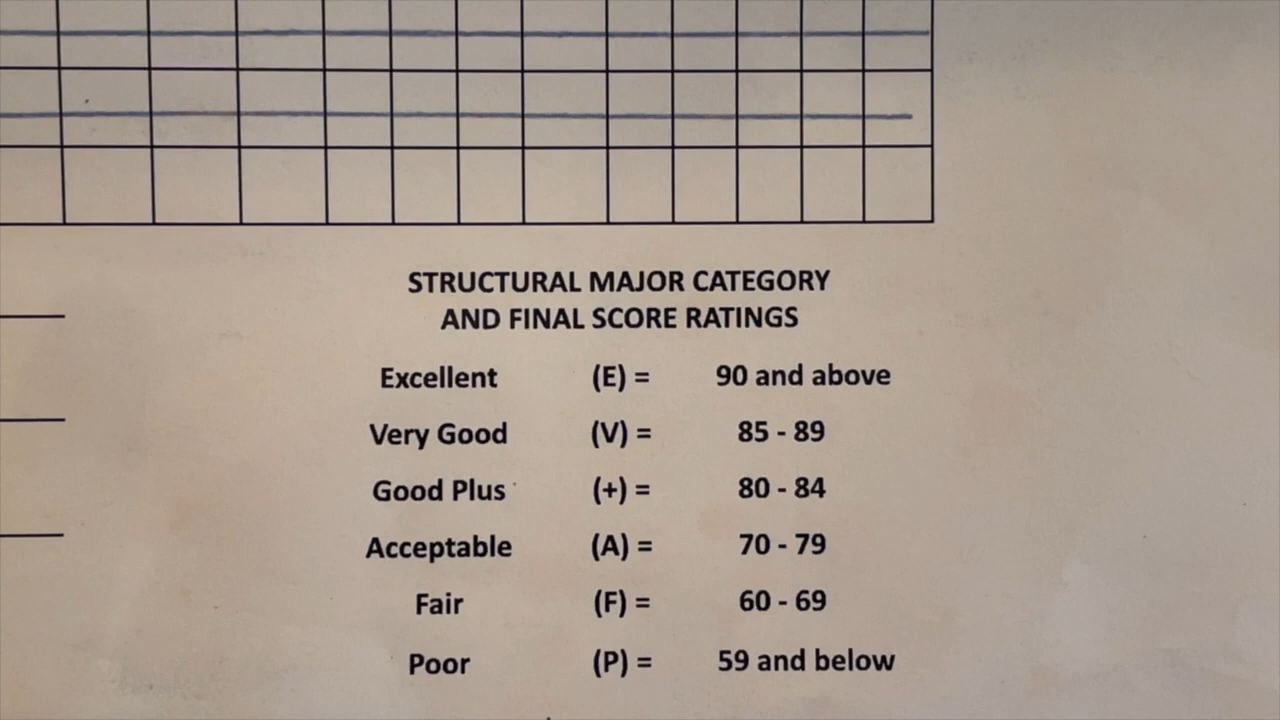 STRUCTURAL MAJOR CATEGORY
AND FINAL SCORE RATINGS
Excellent (E) = 90 and above
Very Good (V) = 85 - 89
Good Plus (+) = 80 - 84
Acceptable (A) = 70 - 79
Fair (F) = 60 - 69
Poor (P) = 59 and below